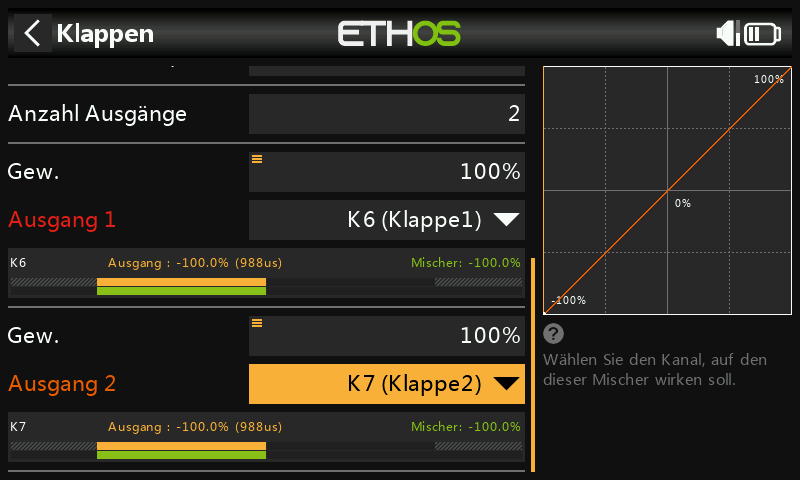 Klappen
ETHOS
Anzahl Ausgänge
2
Gew.
100%
Ausgang 1
K6 (Klappe1)
K6
Ausgang : -100.0% (988us)
Mischer: -100.0%
Gew.
100%
Ausgang 2
K7 (Klappe2)
K7
Ausgang : -100.0% (988us)
Mischer: -100.0%
100%
0%
-100%
?
Wählen Sie den Kanal, auf den
dieser Mischer wirken soll.